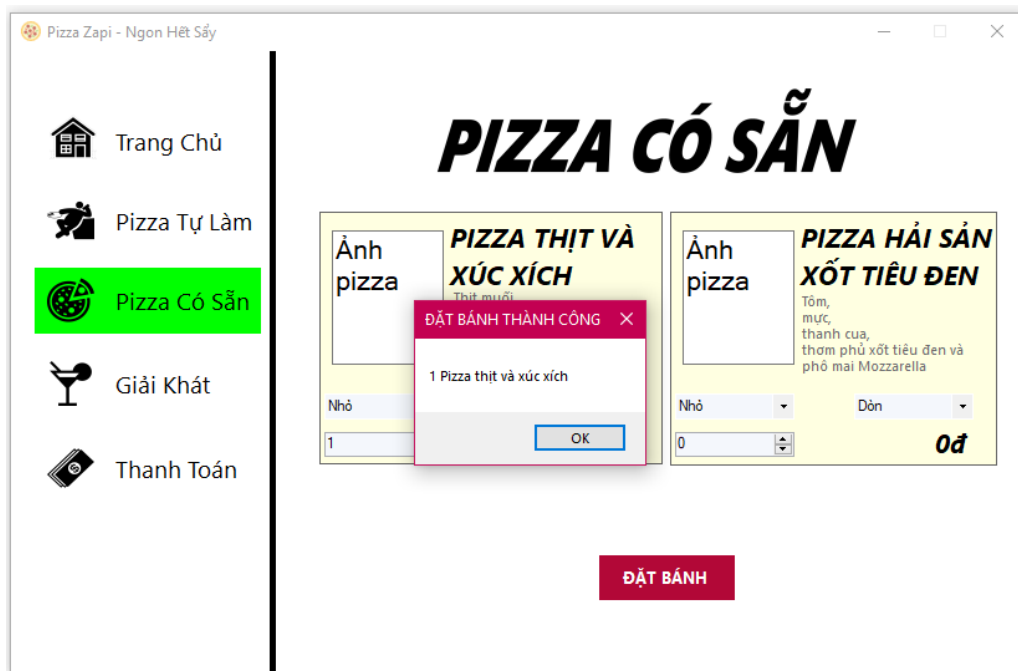 Pizza Zapi - Ngon Hết Sẩy
Trang Chủ
Pizza Tự Làm
Pizza Có Sẵn
Giải Khát
Thanh Toán
PIZZA CÓ SẴN
Ảnh
pizza
PIZZA THỊT VÀ
XÚC XÍCH
Thịt muối
Nhỏ
1
ĐẶT BÁNH THÀNH CÔNG
1 Pizza thịt và xúc xích
OK
Ảnh
pizza
PIZZA HẢI SẢN
XỐT TIÊU ĐEN
Tôm,
mực,
thanh cua,
thơm phủ xốt tiêu đen và
phô mai Mozzarella
Nhỏ
Dòn
0
0đ
ĐẶT BÁNH